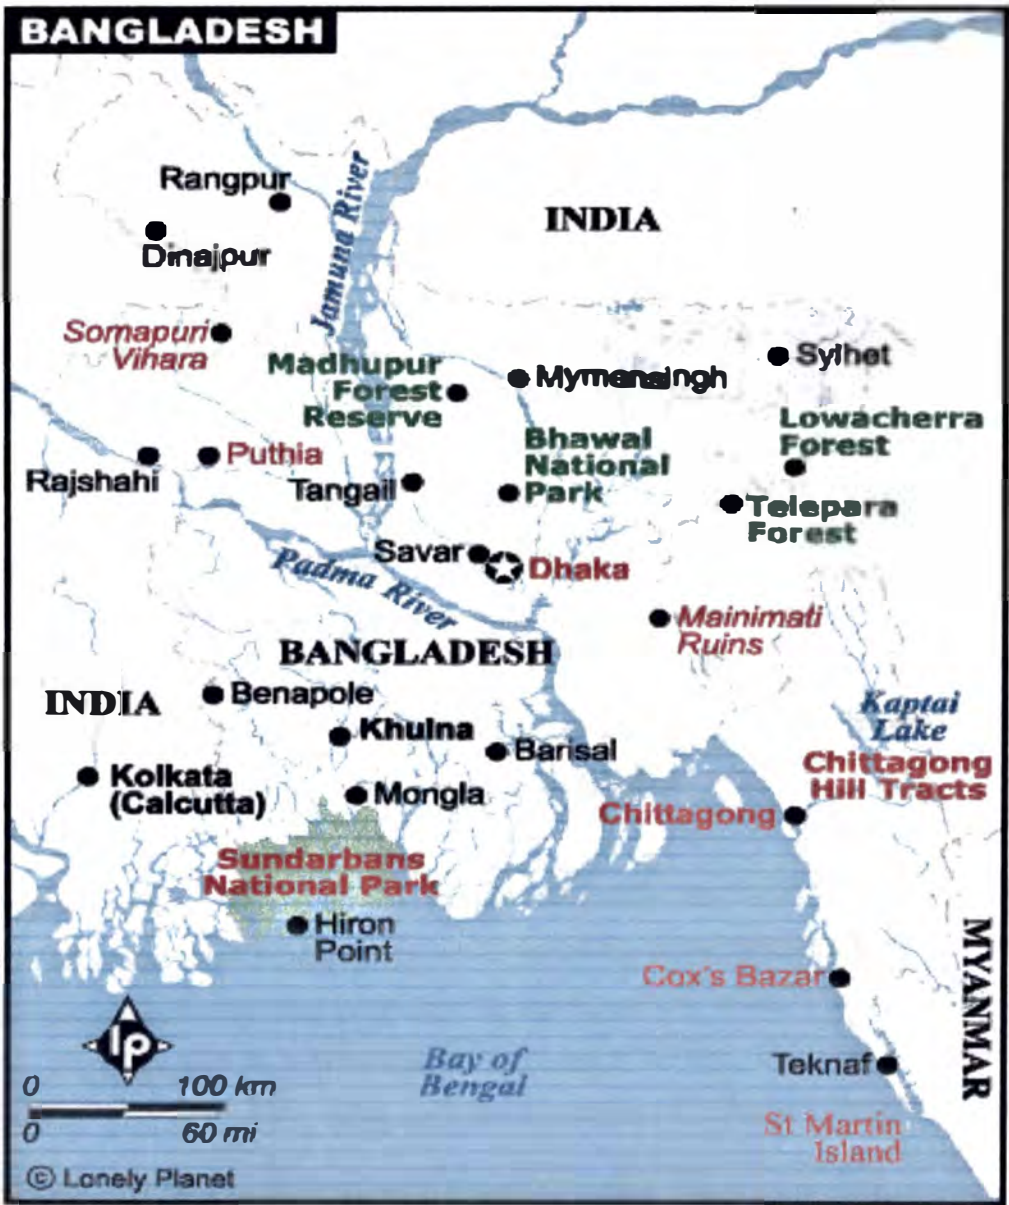 BANGLADESH
Rangpur
Jamuna River
INDIA
Dinajpur
Somapuri
Vihara
Madhupur
Forest
Reserve
Mymensingh
Sylhet
Lowacherra
Forest
Bhawal
National
Park
Rajshahi
Puthia
Tangail
Telepara
Forest
Savar
Dhaka
Padma River
Mainimati
Ruins
BANGLADESH
INDIA
Benapole
Kaptai
Lake
Khulna
Barisal
Kolkata
(Calcutta)
Mongla
Chittagong
Hill Tracts
Chittagong
Sundarbans
National Park
Hiron
Point
MYANMAR
Cox's Bazar
lp
Bay of
Bengal
Teknaf
0 100 km
0 60 mi
St Martin
Island
© Lonely Planet